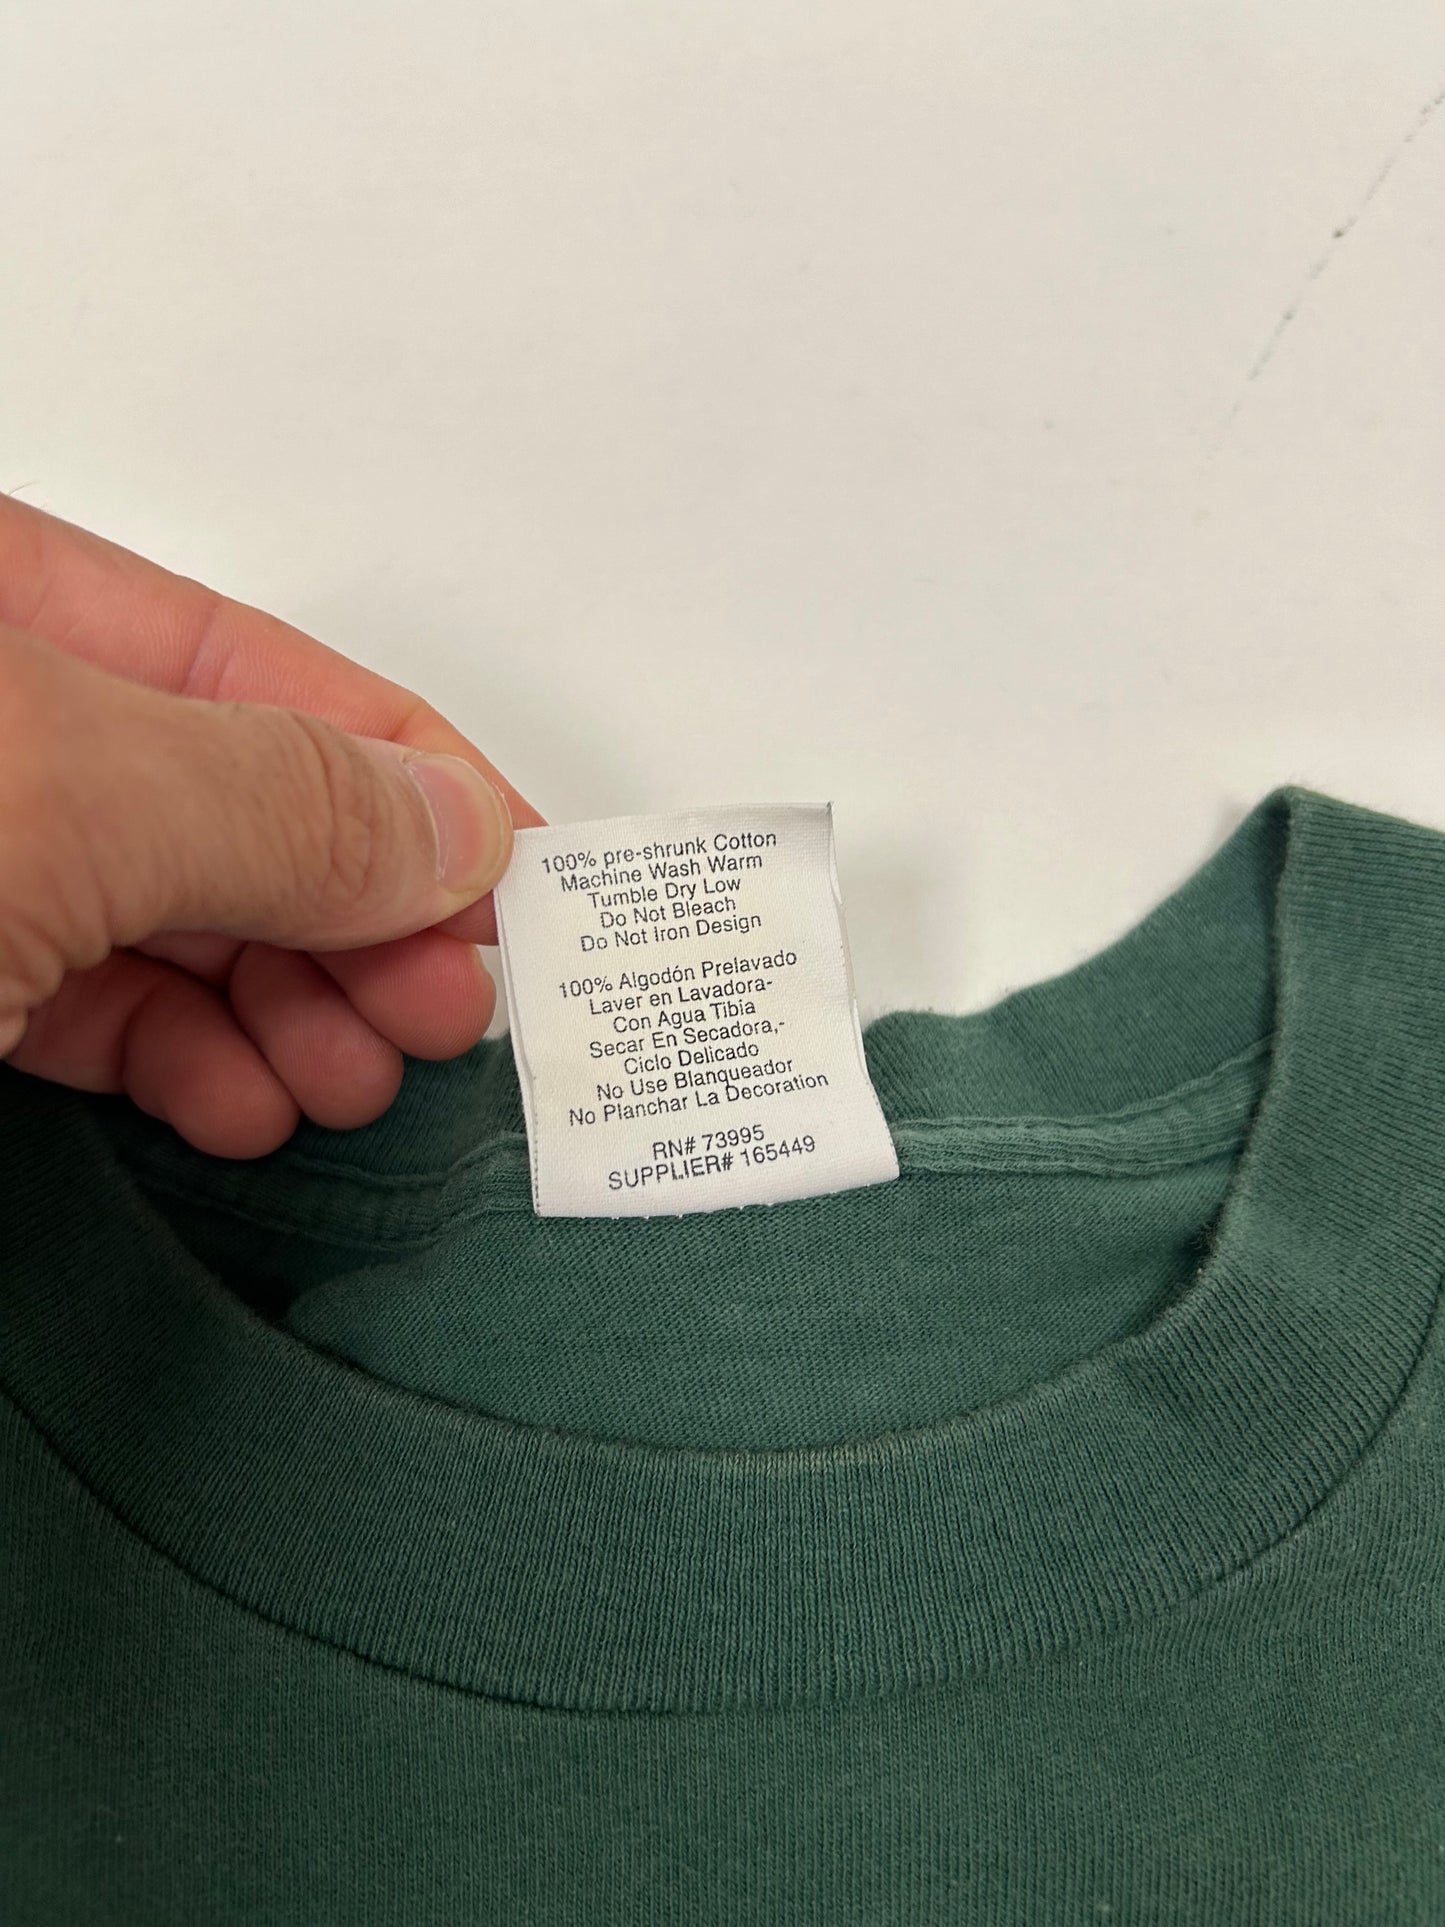 100% pre-shrunk Cotton
Machine Wash Warm
Tumble Dry Low
Do Not Bleach
Do Not Iron Design
100% Algodón Prelavado
Laver en Lavadora-
Con Agua Tibia
Secar En Secadora,-
Ciclo Delicado
No Use Blanqueador
No Planchar La Decoration
RN# 73995
SUPPLIER# 165449